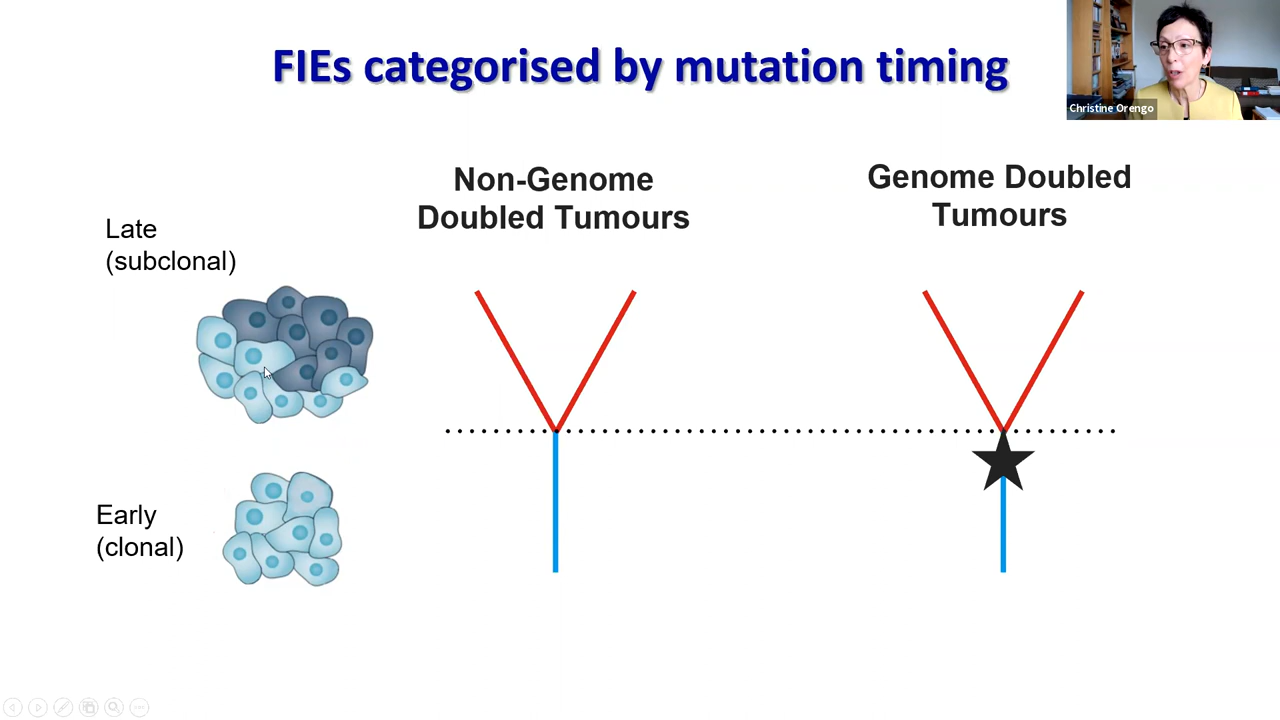 FIEs categorised by mutation timing
Christine Orengo
Non-Genome
Doubled Tumours
Genome Doubled
Tumours
Late
(subclonal)
Early
(clonal)